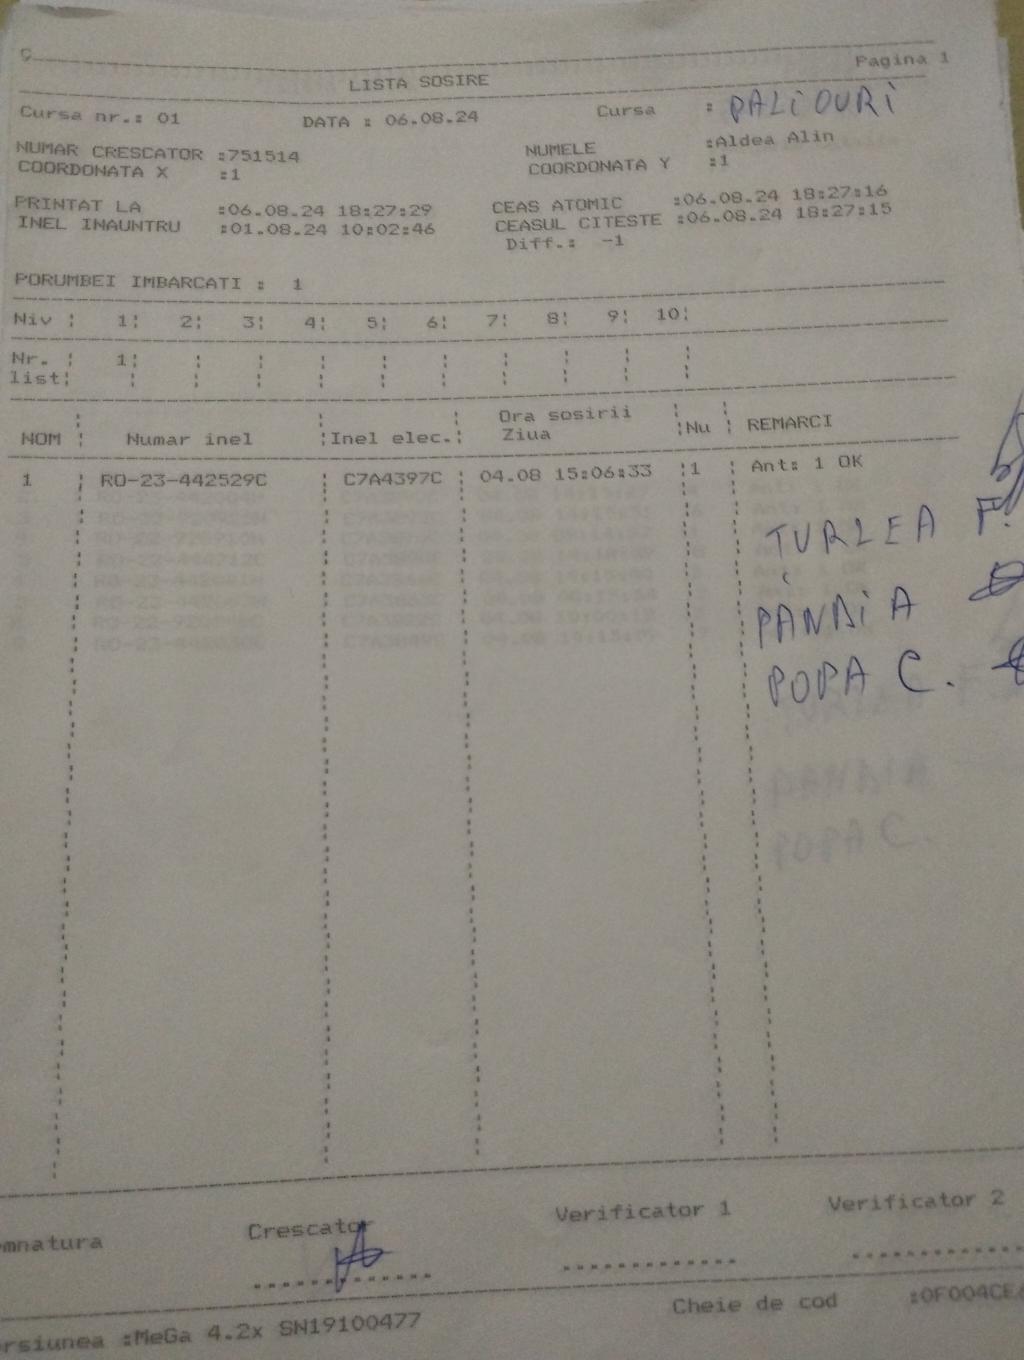 Pagina 1
LISTA SOSIRE
Cursa nr.: 01 DATA : 06.08.24 Cursa : PALIOURI
NUMAR CRESCATOR :751514 NUMELE :Aldea Alin
COORDONATA X :1 COORDONATA Y :1
PRINTAT LA :06.08.24 18:27:29 CEAS ATOMIC :06.08.24 18:27:16
INEL INAUNTRU :01.08.24 10:02:46 CEASUL CITESTE :06.08.24 18:27:15
Diff.: -1
PORUMBEI IMBARCATI : 1
Niv : 1: 2: 3: 4: 5: 6: 7: 8: 9: 10:
Nr. : 1:
list:
NOM Numar inel Inel elec. Ora sosirii Ziua Nu REMARCI
1 RO-23-442529C C7A4397C 04.08 15:06:33 1 Ant: 1 OK
TURLEA F.
PANAIA
POPA C.
mnatura Crescator Verificator 1 Verificator 2
rsiunea :MeGa 4.2x SN19100477 Cheie de cod